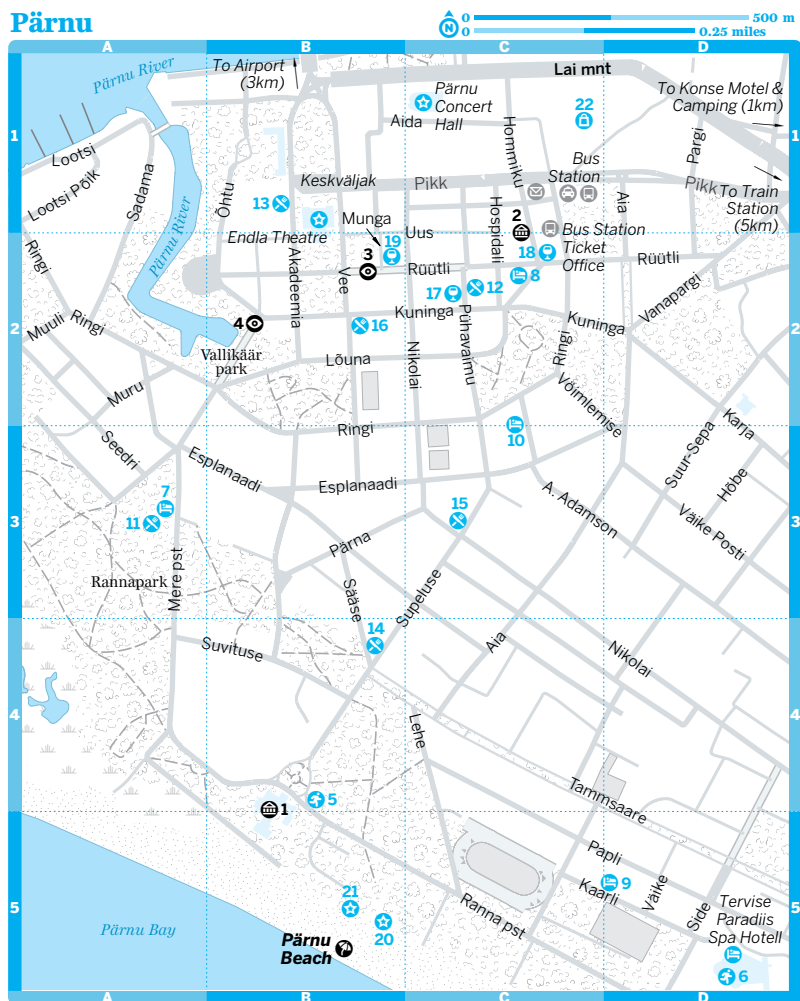 Pärnu
N
0
500 m
0
0.25 miles
A
B
C
D
Pärnu River
To Airport
(3km)
Lai mnt
To Konse Motel &
Camping (1km)
Pärnu
Concert
Hall
22
1
1
Aida
Hommiku
Pargi
Lootsi
Bus
Station
Lootsi Põlk
Sadama
Õhtu
Keskväljak
Pikk
Pikk
To Train
Station
(5km)
Aia
13
Munga
Hospidali
2
Endla Theatre
19
Uus
Bus Station
Ticket
Office
18
Ringi
Pärnu River
Akadeemia
3
Vee
Rüütli
Rüütli
8
17
12
Vanapargi
Muuli
Ringi
4
Kuninga
Kuninga
2
2
16
Pühavaimu
Ringi
Vallikäär
park
Lõuna
Nikolai
Muru
Võimlemise
Karja
Ringi
10
Suur-Sepa
Seedri
Esplanaadi
Esplanaadi
Hõbe
7
11
15
A. Adamson
Väike Posti
3
3
Pärna
Rannapark
Mere pst
Sääse
Supeluse
14
Aia
Suvituse
Nikolai
4
4
Lehe
Tammsaare
5
1
Papli
Kaarli
9
Väike
21
5
5
20
Ranna pst
Side
Tervise
Paradiis
Spa Hotell
Pärnu Bay
Pärnu
Beach
6
A
B
C
D